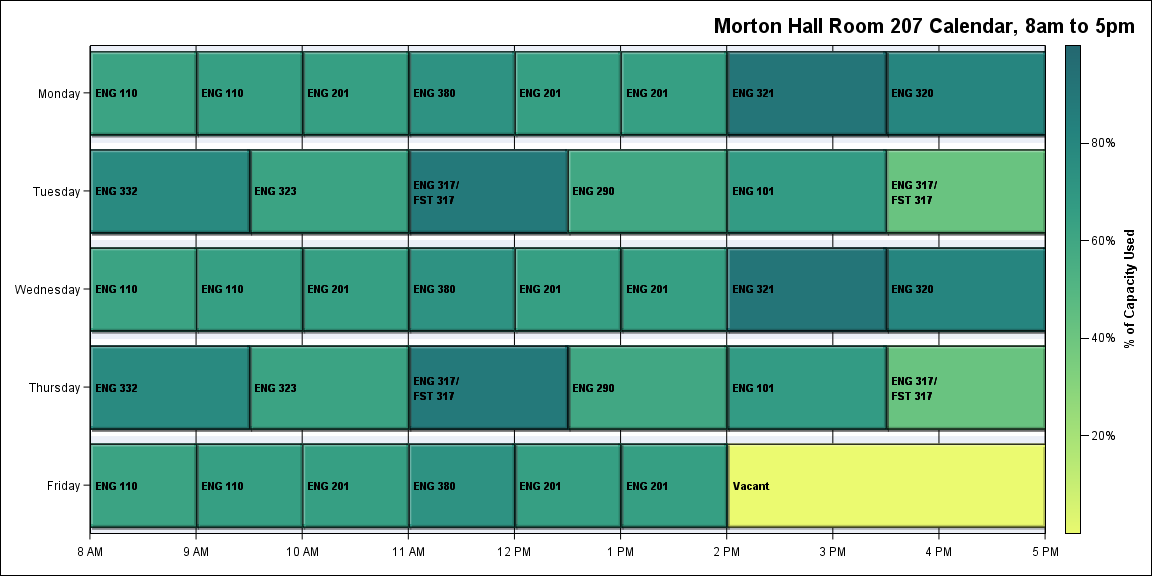 Morton Hall Room 207 Calendar, 8am to 5pm
Monday
ENG 110
ENG 110
ENG 201
ENG 380
ENG 201
ENG 201
ENG 321
ENG 320
Tuesday
ENG 332
ENG 323
ENG 317/
FST 317
ENG 290
ENG 101
ENG 317/
FST 317
Wednesday
ENG 110
ENG 110
ENG 201
ENG 380
ENG 201
ENG 201
ENG 321
ENG 320
Thursday
ENG 332
ENG 323
ENG 317/
FST 317
ENG 290
ENG 101
ENG 317/
FST 317
Friday
ENG 110
ENG 110
ENG 201
ENG 380
ENG 201
ENG 201
Vacant
8 AM
9 AM
10 AM
11 AM
12 PM
1 PM
2 PM
3 PM
4 PM
5 PM
80%
60%
40%
20%
% of Capacity Used